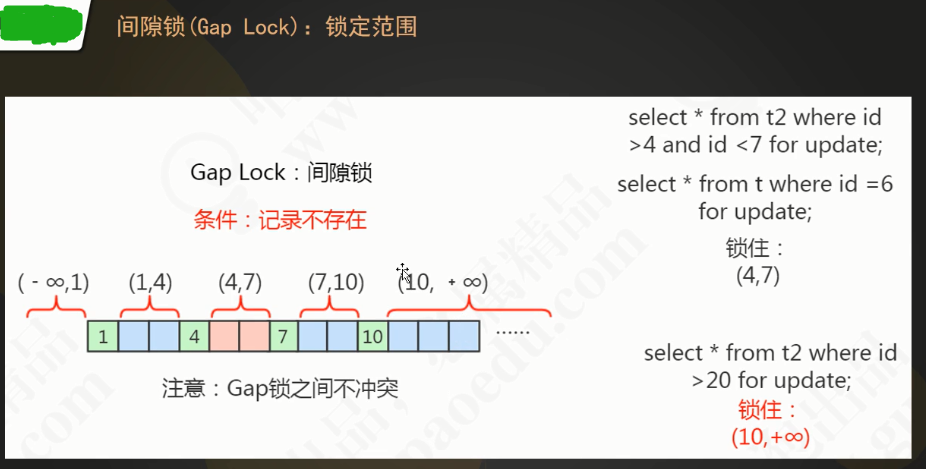 间隙锁(Gap Lock)：锁定范围
select * from t2 where id
>4 and id <7 for update;
Gap Lock：间隙锁
select * from t where id =6
for update;
条件：记录不存在
锁住：
(4,7)
(-∞,1) (1,4) (4,7) (7,10) (10, +∞)
1 4 7 10 ······
select * from t2 where id
>20 for update;
注意：Gap锁之间不冲突
锁住：
(10,+∞)